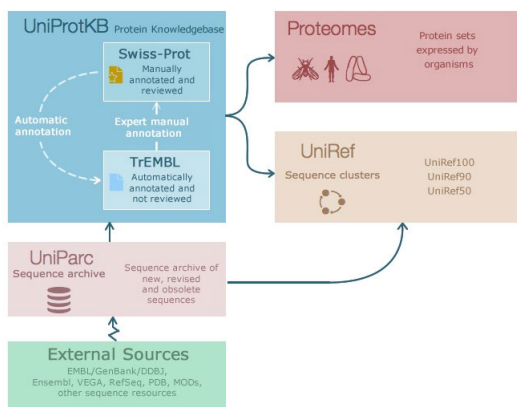 UniProtKB Protein Knowledgebase
Swiss-Prot
Manually
annotated and
reviewed
Automatic
annotation
Expert manual
annotation
TrEMBL
Automatically
annotated and
not reviewed
Proteomes
Protein sets
expressed by
organisms
UniRef
Sequence clusters
UniRef100
UniRef90
UniRef50
UniParc
Sequence archive
Sequence archive of
new, revised
and obsolete
sequences
External Sources
EMBL/GenBank/DDBJ,
Ensembl, VEGA, RefSeq, PDB, MODs,
other sequence resources